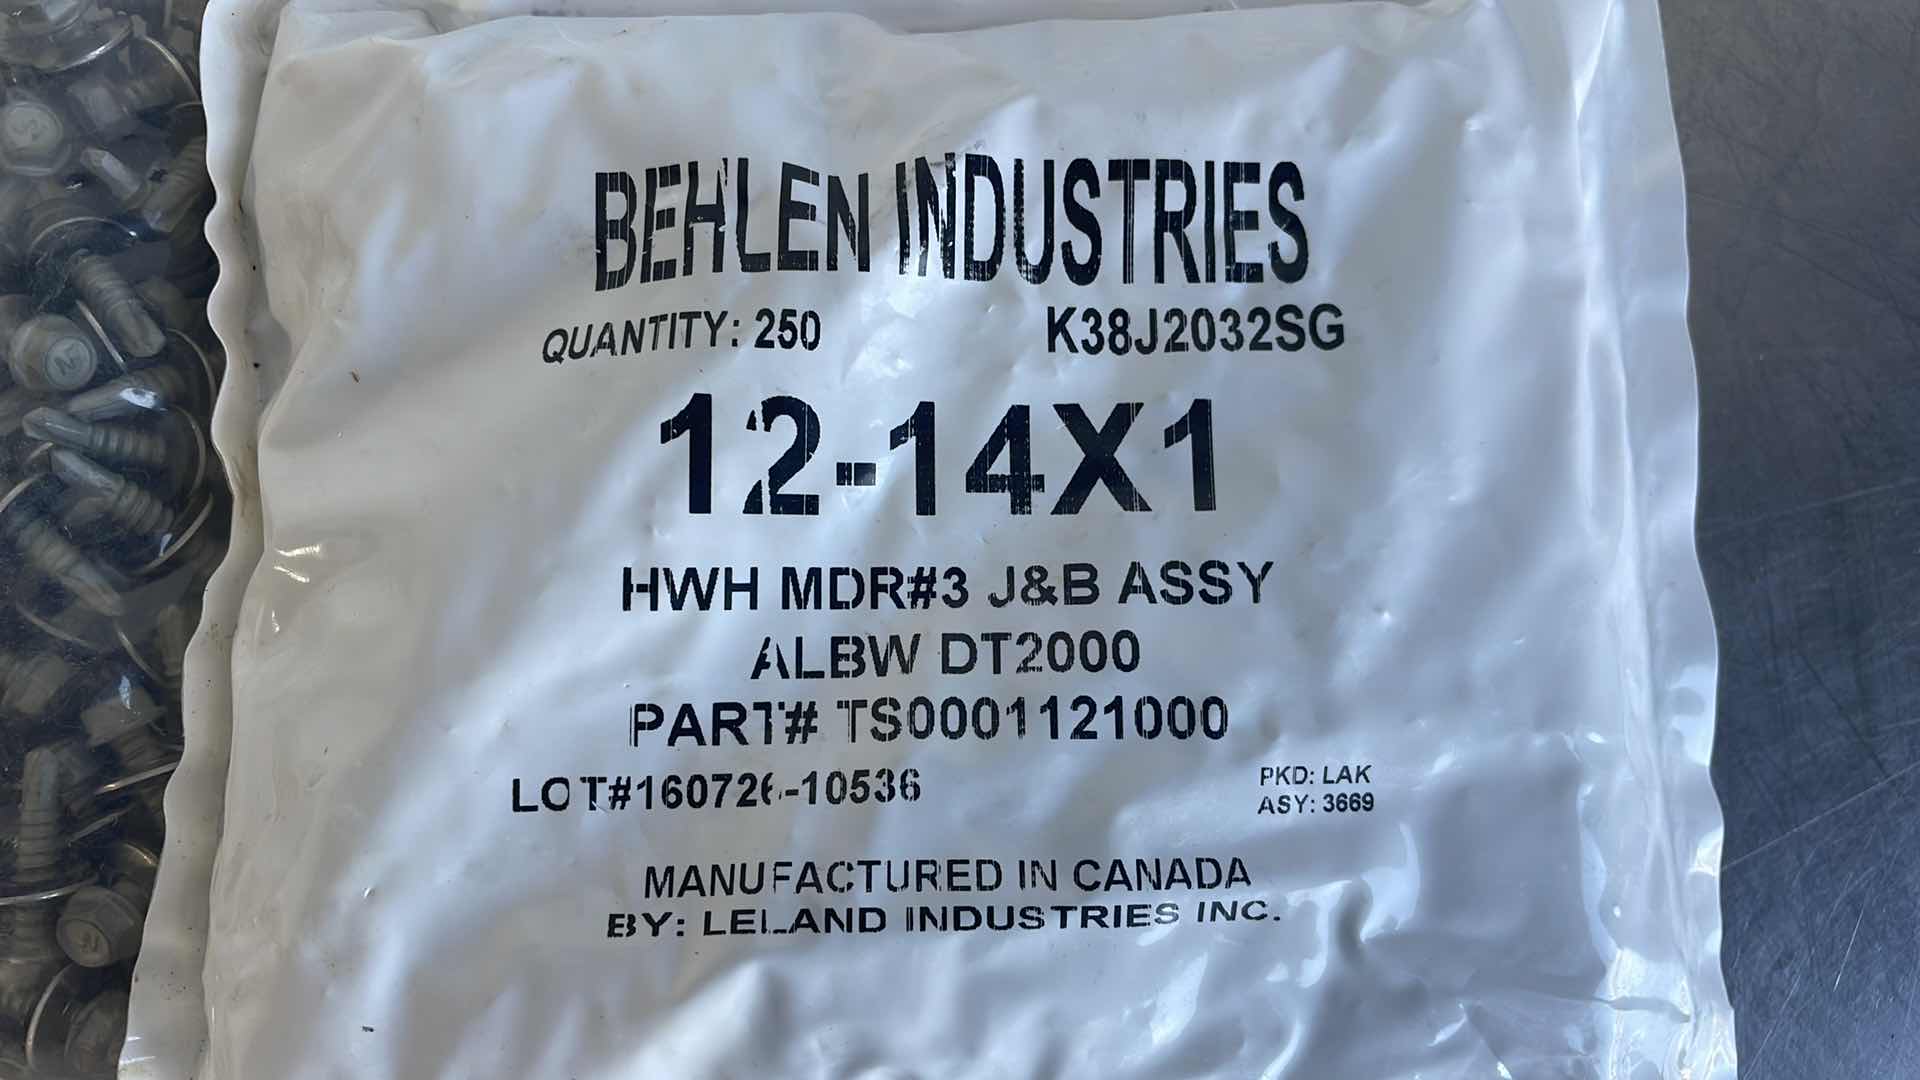 BEHLEN INDUSTRIES
QUANTITY: 250 K38J2032SG
12-14X1
HWH MDR#3 J&B ASSY
ALBW DT2000
PART# TS0001121000
LOT#160726-10536
PKD: LAK
ASY: 3669
MANUFACTURED IN CANADA
BY: LELAND INDUSTRIES INC.